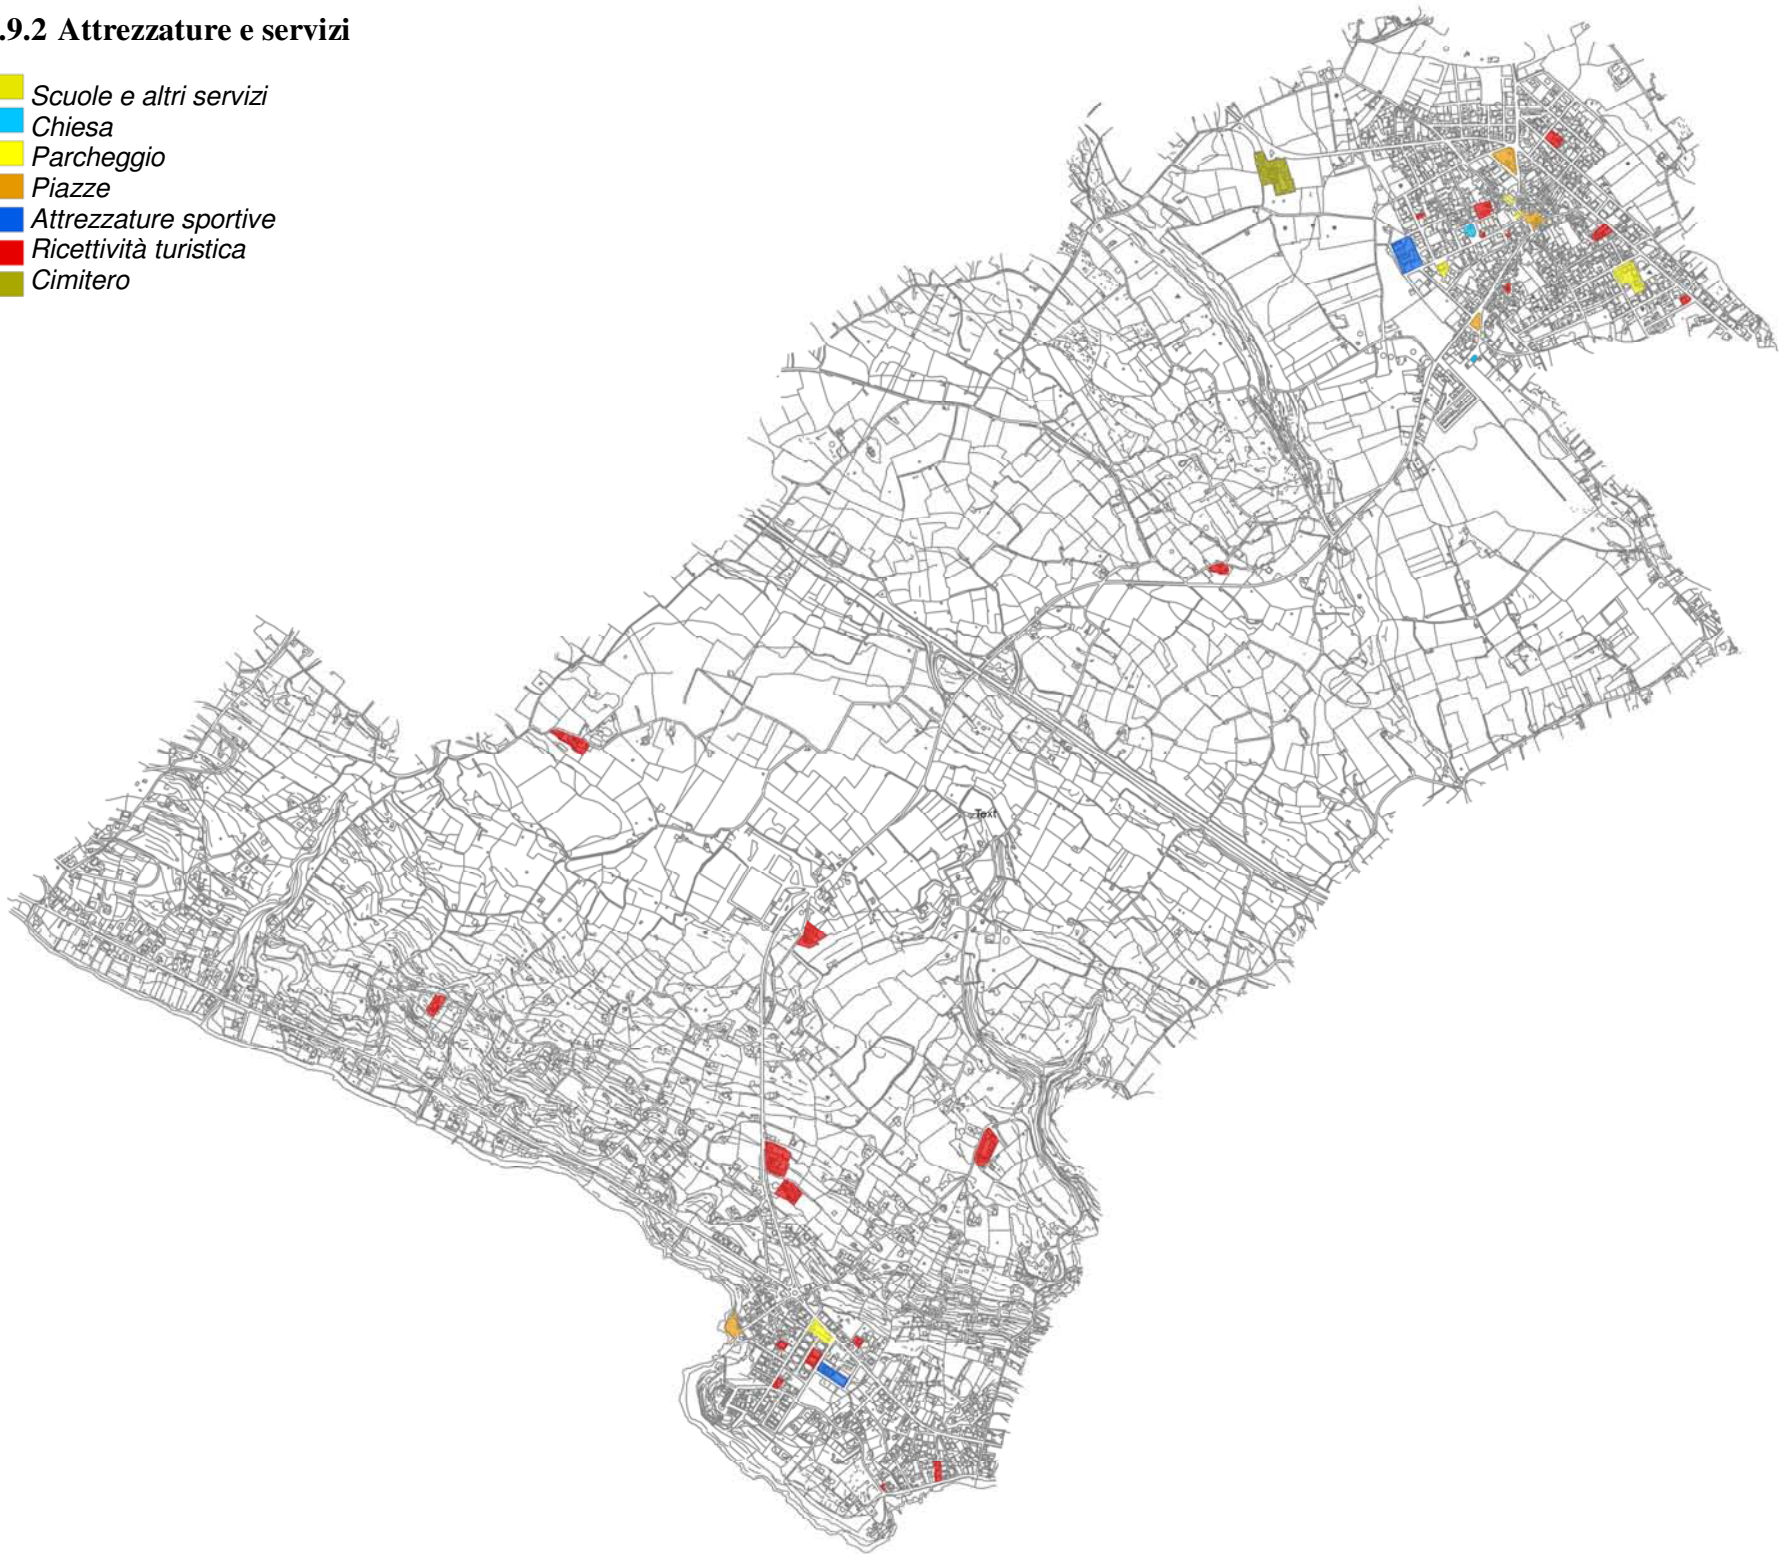 .9.2 Attrezzature e servizi
Scuole e altri servizi
Chiesa
Parcheggio
Piazze
Attrezzature sportive
Ricettività turistica
Cimitero
Text